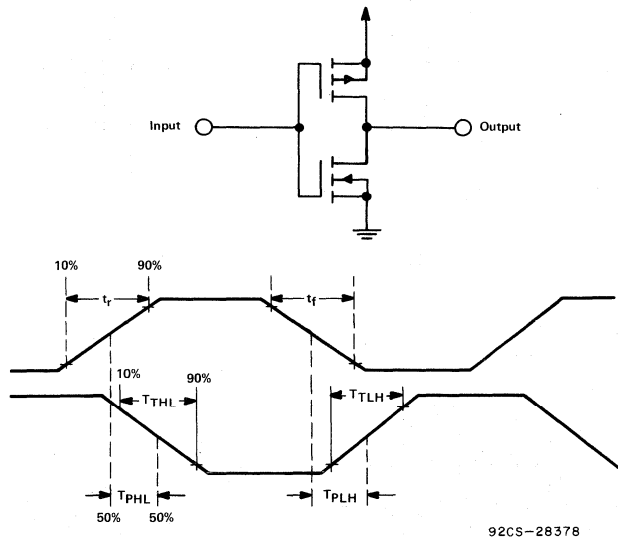 Input
Output
10%
90%
tr
tf
10%
90%
TTHL
TTLH
TPHL
TPLH
50%
50%
92CS-28378